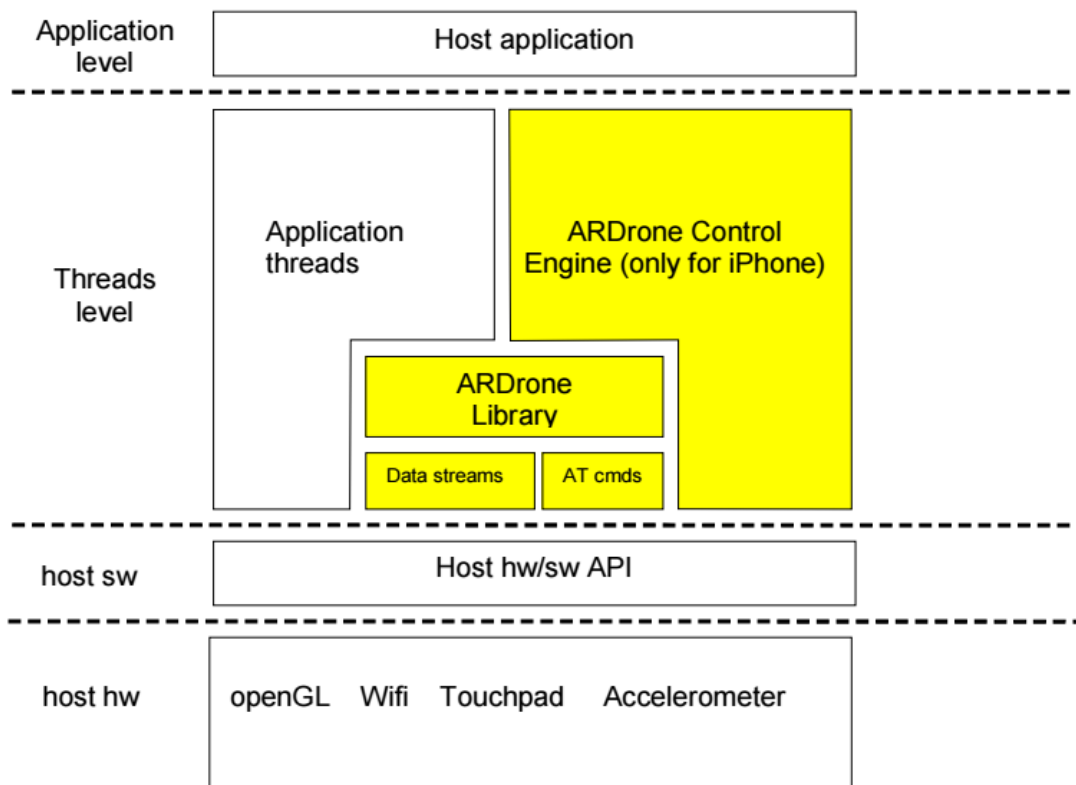 Application
level
Host application
Threads
level
Application
threads
ARDrone Control
Engine (only for iPhone)
ARDrone
Library
Data streams
AT cmds
host sw
Host hw/sw API
host hw
openGL Wifi Touchpad Accelerometer